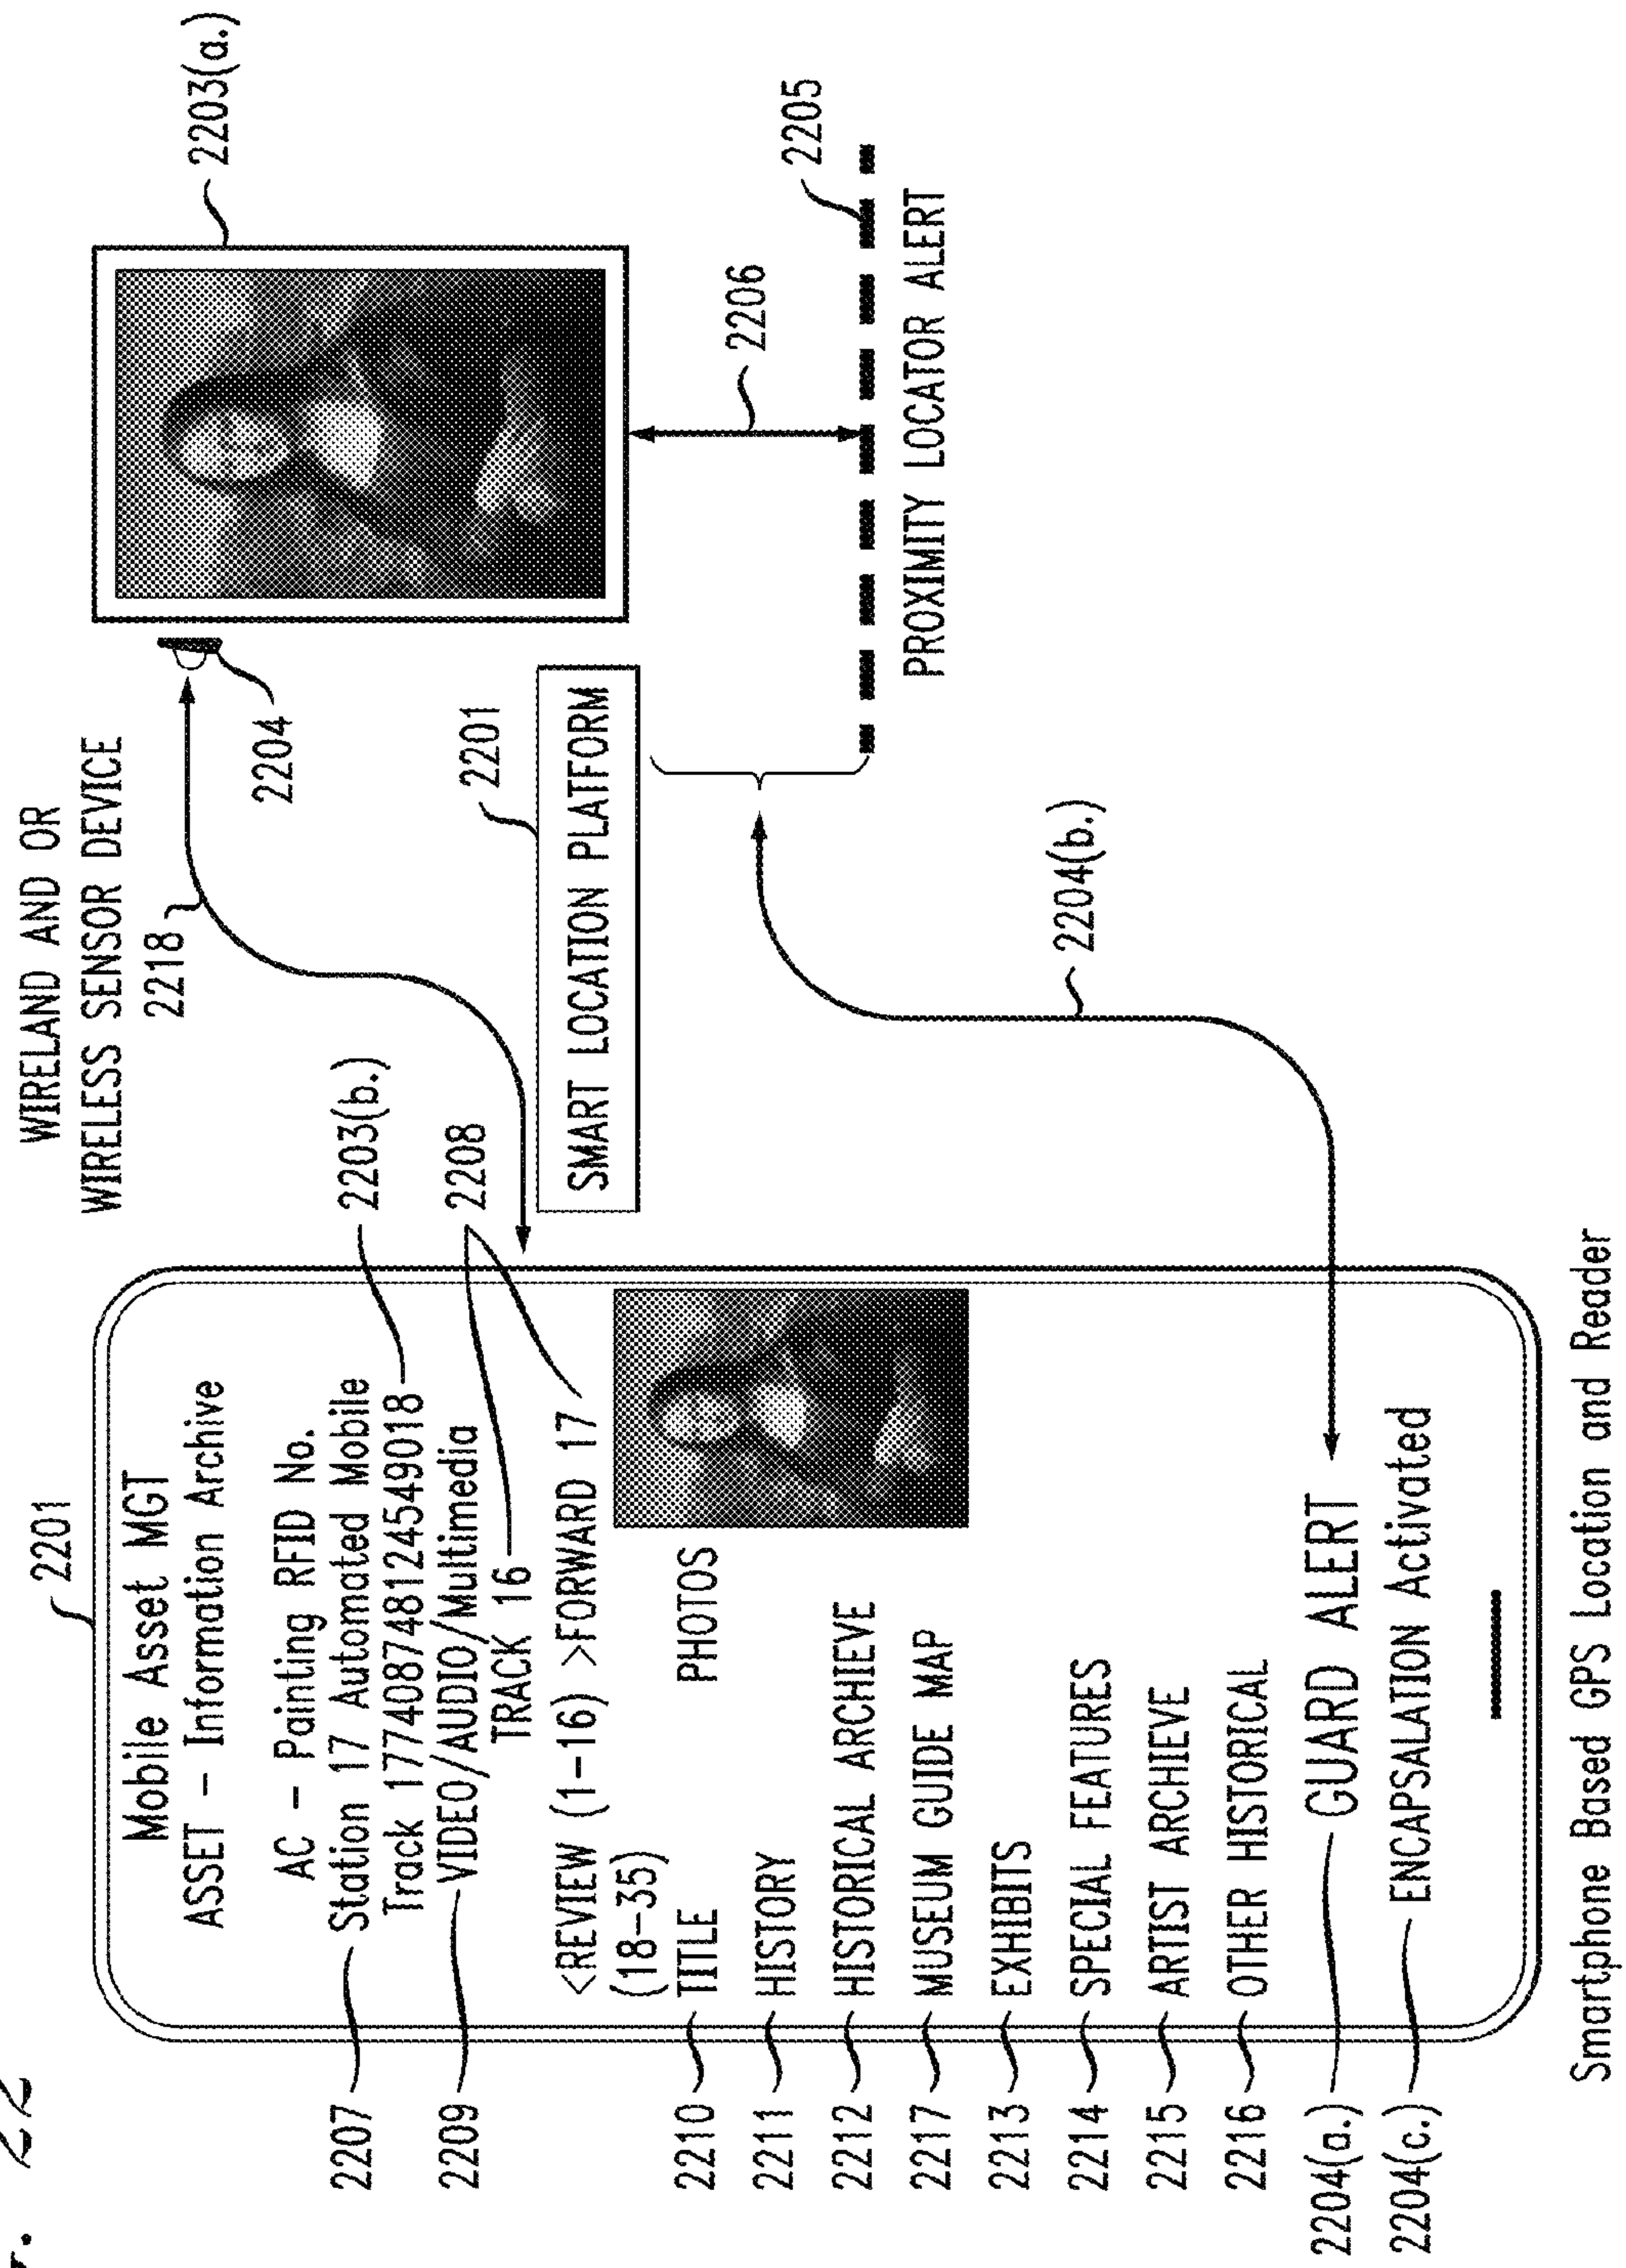 22
2201
Mobile Asset MGT
ASSET - Information Archive
AC - Painting RFID No.
2207
Station 17 Automated Mobile
Track 17740874812454901​8
2203(b.)
2209
VIDEO/AUDIO/Multimedia
TRACK 16
2208
<REVIEW (1-16) >FORWARD 17
(18-35)
2210
TITLE
PHOTOS
2211
HISTORY
2212
HISTORICAL ARCHIEVE
2217
MUSEUM GUIDE MAP
2213
EXHIBITS
2214
SPECIAL FEATURES
2215
ARTIST ARCHIEVE
2216
OTHER HISTORICAL
2204(a.)
GUARD ALERT
2204(c.)
ENCAPSALATION Activated
Smartphone Based GPS Location and Reader
WIRELAND AND OR
WIRELESS SENSOR DEVICE
2218
2204
2203(a.)
2201
SMART LOCATION PLATFORM
2206
2205
PROXIMITY LOCATOR ALERT
2204(b.)